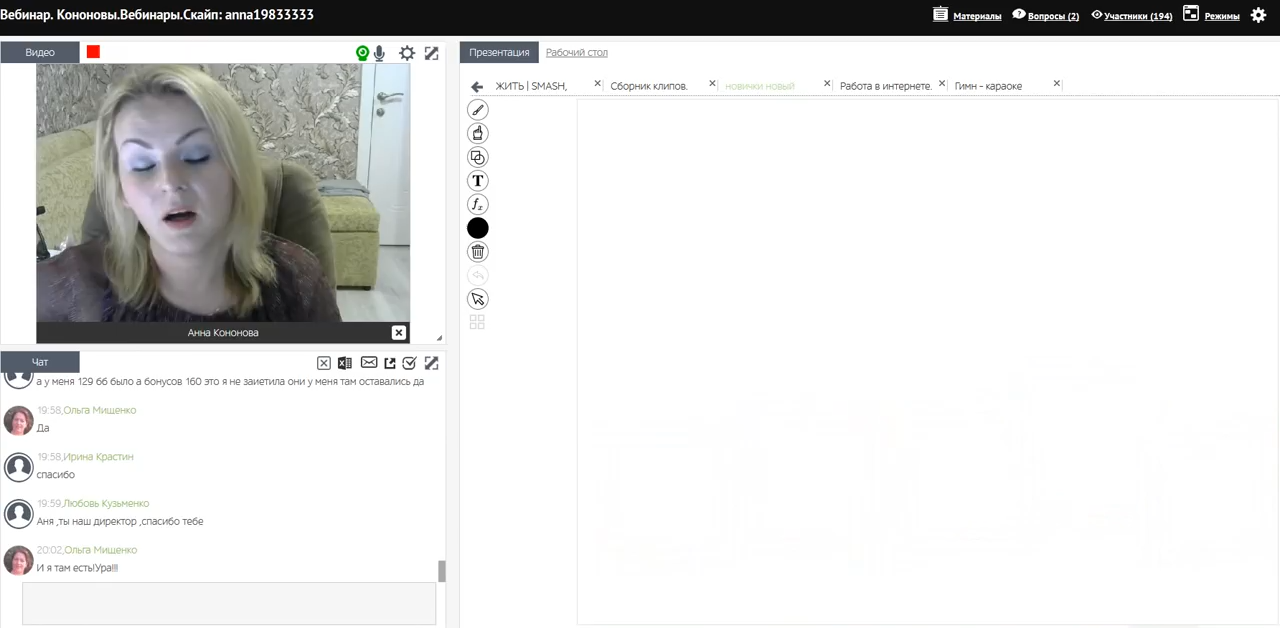 Вебинар. Кононовы.Вебинары.Скайп: anna19833333
Материалы
Вопросы (2)
Участники (194)
Режимы
Видео
Анна Кононова
Чат
а у меня 129 бб было а бонусов 160 это я не заиетила они у меня там оставались да
19:58,Ольга Мищенко
Да
19:58,Ирина Крастин
спасибо
19:59,Любовь Кузьменко
Аня ,ты наш директор ,спасибо тебе
20:02,Ольга Мищенко
И я там есть!Ура!!!
Презентация
Рабочий стол
ЖИТЬ | SMASH,
Сборник клипов.
новички новый
Работа в интернете.
Гимн - караоке
T
fx